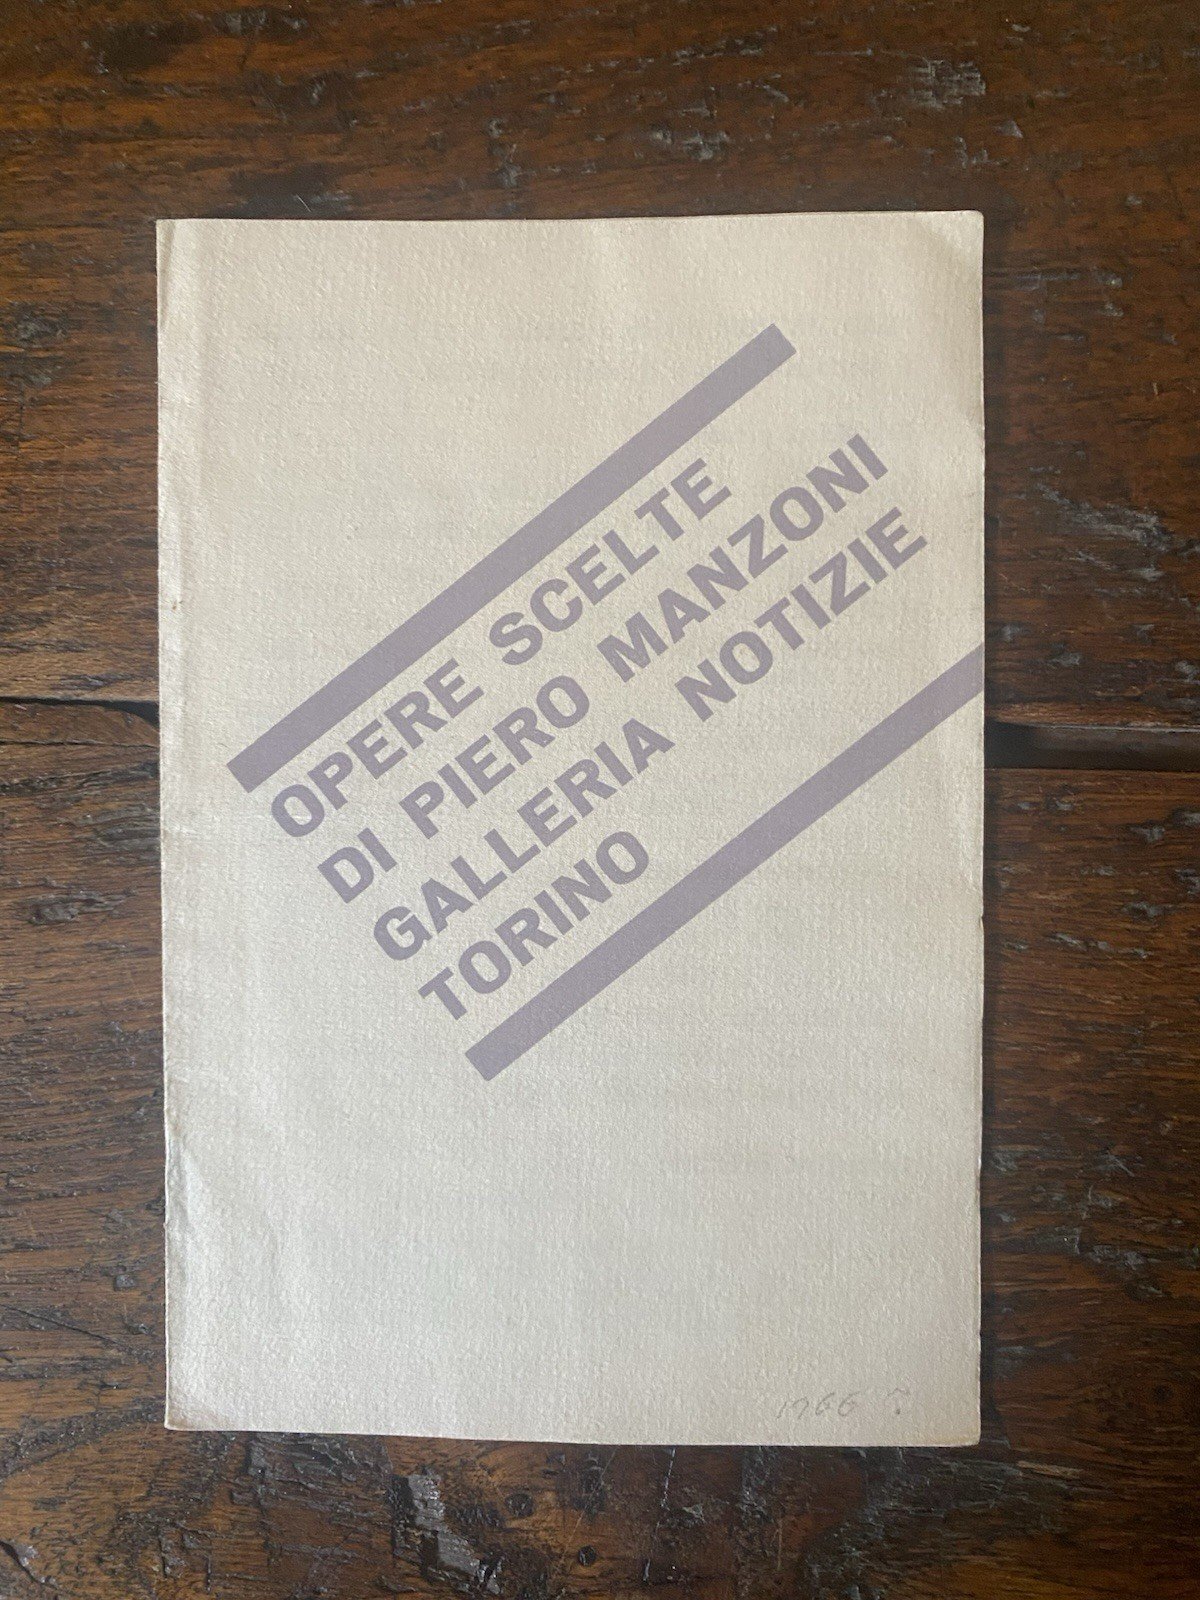 OPERE SCELTE
DI PIERO MANZONI
GALLERIA NOTIZIE
TORINO
1966 ?